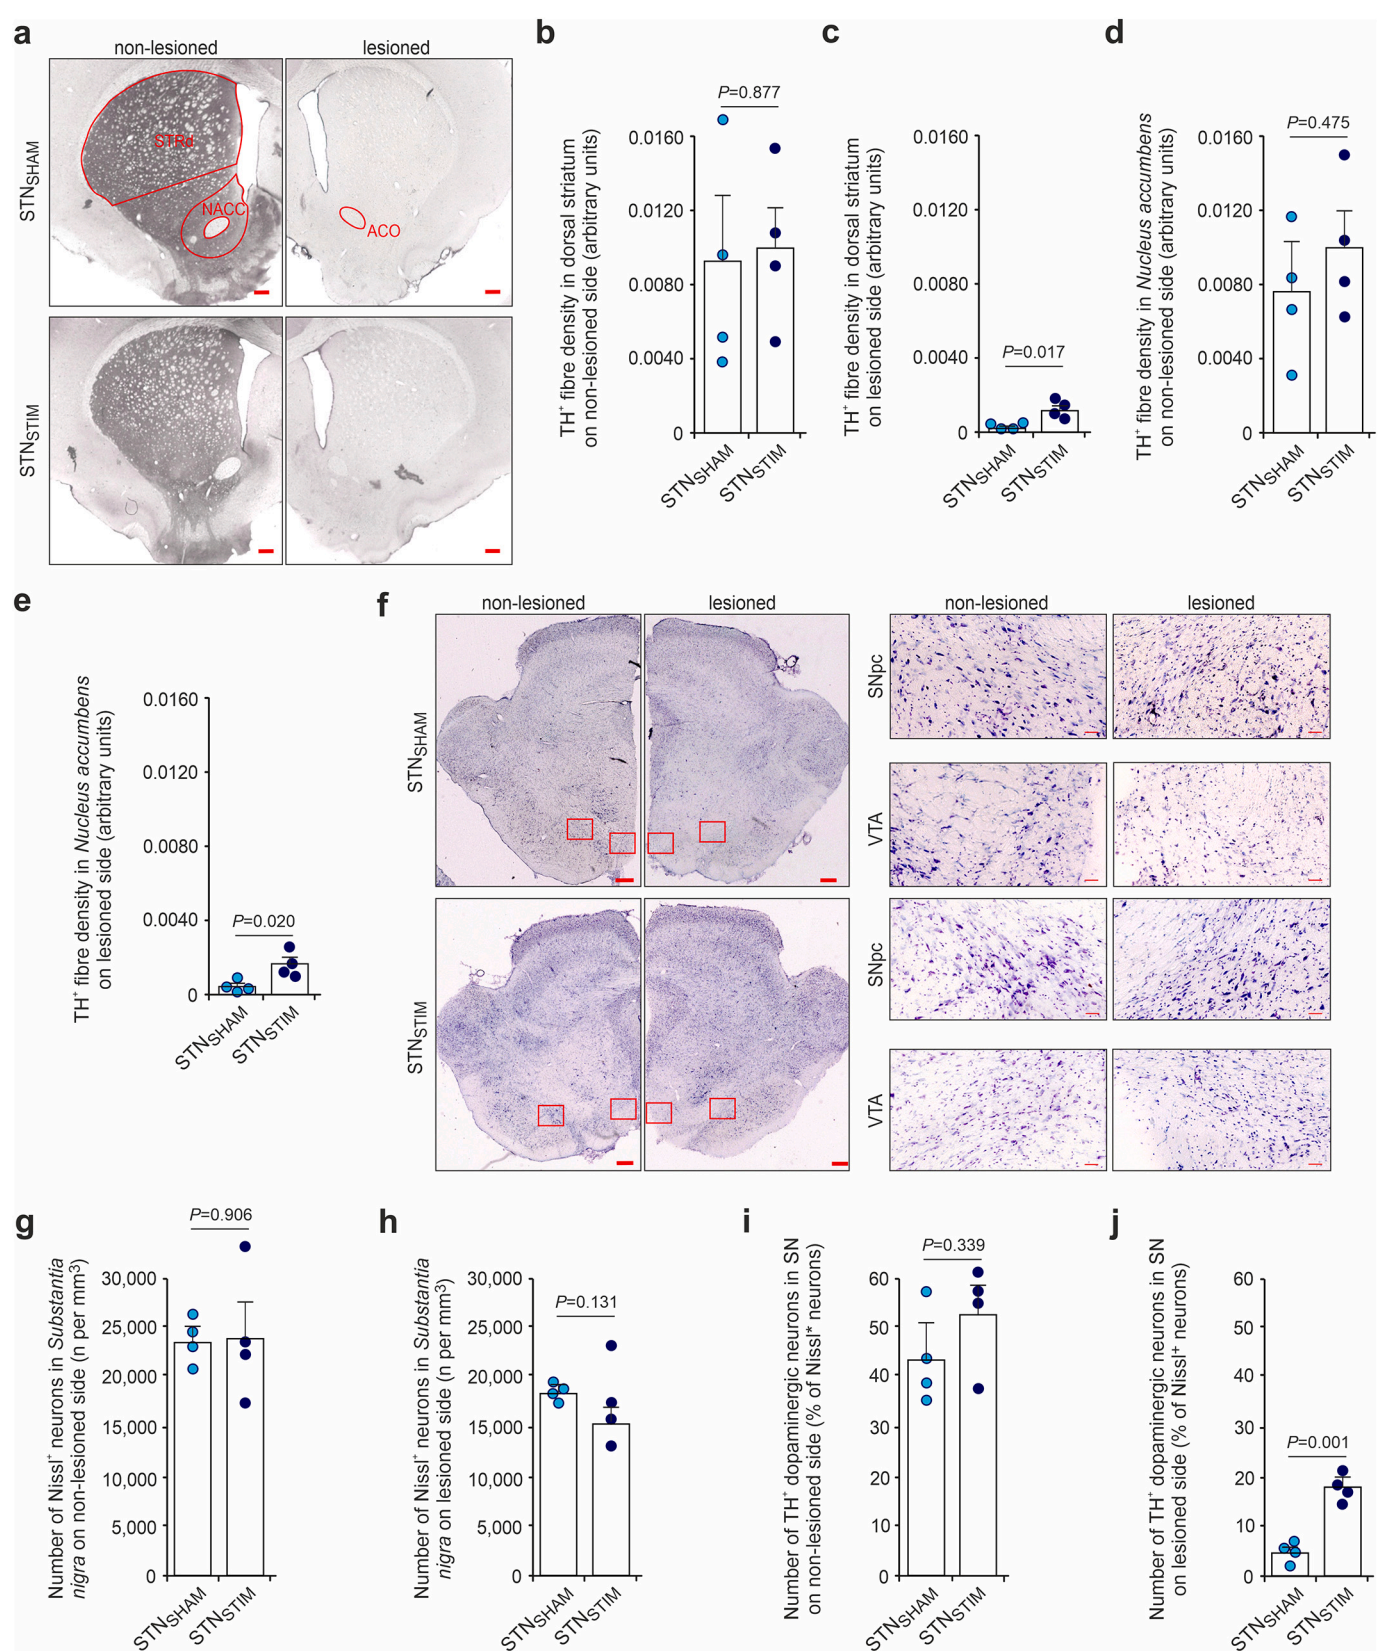 a
non-lesioned
lesioned
STNSHAM
STRd
NACC
ACO
STNSTIM
b
TH+ fibre density in dorsal striatum
on non-lesioned side (arbitrary units)
P=0.877
0.0160
0.0120
0.0080
0.0040
0
STNSHAM
STNSTIM
c
TH+ fibre density in dorsal striatum
on lesioned side (arbitrary units)
0.0160
0.0120
0.0080
0.0040
P=0.017
0
STNSHAM
STNSTIM
d
TH+ fibre density in Nucleus accumbens
on non-lesioned side (arbitrary units)
P=0.475
0.0160
0.0120
0.0080
0.0040
0
STNSHAM
STNSTIM
e
TH+ fibre density in Nucleus accumbens
on lesioned side (arbitrary units)
0.0160
0.0120
0.0080
0.0040
P=0.020
0
STNSHAM
STNSTIM
f
non-lesioned
lesioned
non-lesioned
lesioned
STNSHAM
SNpc
VTA
STNSTIM
SNpc
VTA
g
Number of Nissl+ neurons in Substantia
nigra on non-lesioned side (n per mm3)
P=0.906
30,000
25,000
20,000
15,000
10,000
5,000
0
STNSHAM
STNSTIM
h
Number of Nissl+ neurons in Substantia
nigra on lesioned side (n per mm3)
30,000
P=0.131
25,000
20,000
15,000
10,000
5,000
0
STNSHAM
STNSTIM
i
Number of TH+ dopaminergic neurons in SN
on non-lesioned side (% of Nissl* neurons)
P=0.339
60
50
40
30
20
10
0
STNSHAM
STNSTIM
j
Number of TH+ dopaminergic neurons in SN
on lesioned side (% of Nissl+ neurons)
60
50
40
30
P=0.001
20
10
0
STNSHAM
STNSTIM